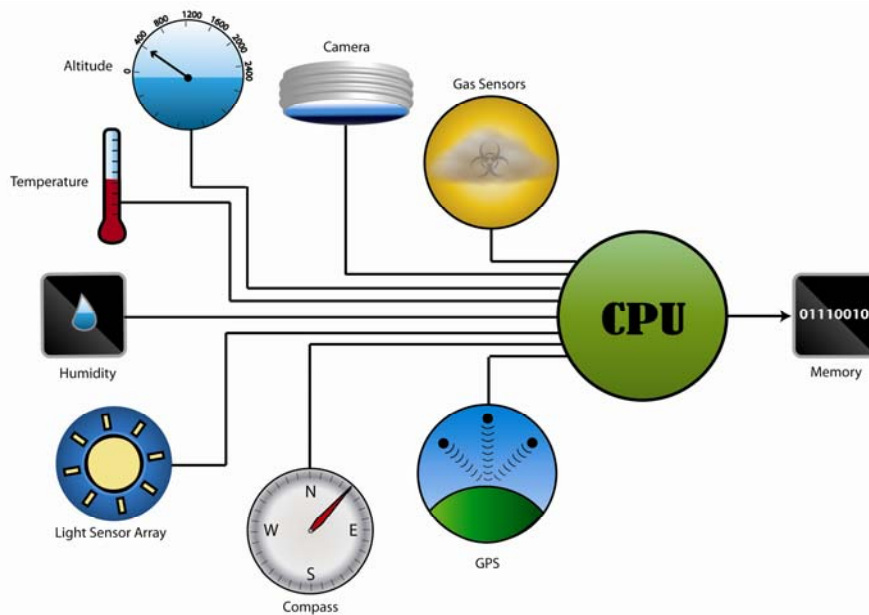 Altitude
0
400
800
1200
1600
2000
2400
Camera
Gas Sensors
Temperature
CPU
01110010
Memory
Humidity
Light Sensor Array
N
W
E
S
Compass
GPS